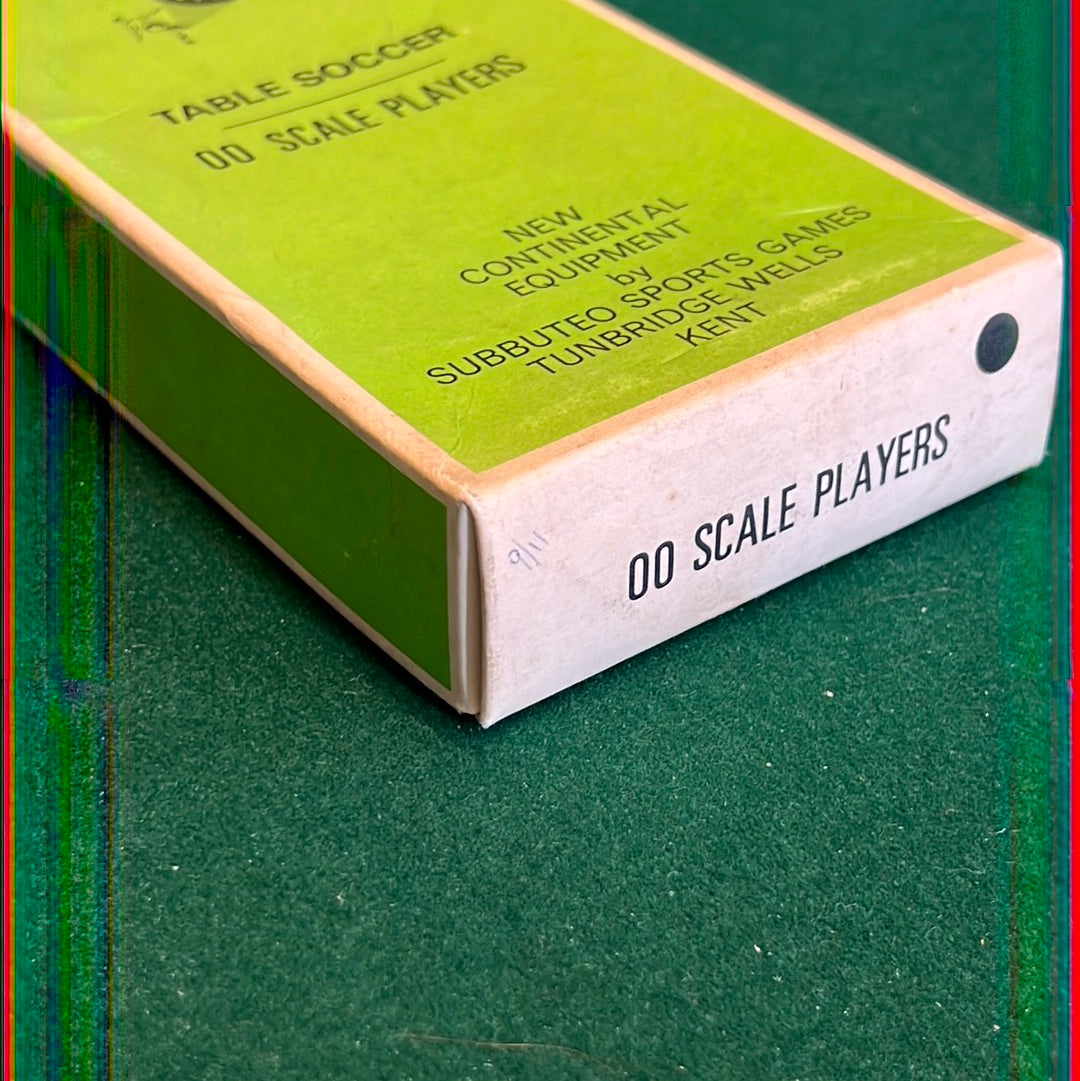 TABLE SOCCER
00 SCALE PLAYERS
NEW
CONTINENTAL
EQUIPMENT
by
SUBBUTEO SPORTS GAMES
TUNBRIDGE WELLS
KENT
00 SCALE PLAYERS
9/11